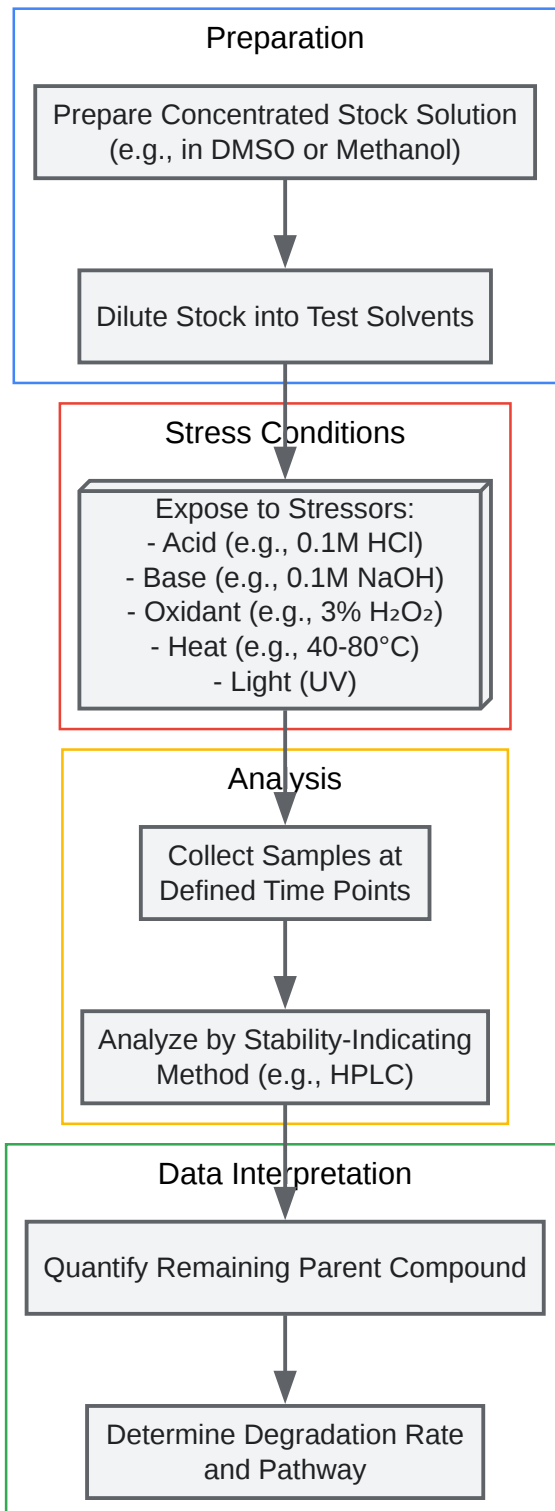 Preparation
Prepare Concentrated Stock Solution
(e.g., in DMSO or Methanol)
Dilute Stock into Test Solvents
Stress Conditions
Expose to Stressors:
- Acid (e.g., 0.1M HCl)
- Base (e.g., 0.1M NaOH)
- Oxidant (e.g., 3% H₂O₂)
- Heat (e.g., 40-80°C)
- Light (UV)
Analysis
Collect Samples at
Defined Time Points
Analyze by Stability-Indicating
Method (e.g., HPLC)
Data Interpretation
Quantify Remaining Parent Compound
Determine Degradation Rate
and Pathway